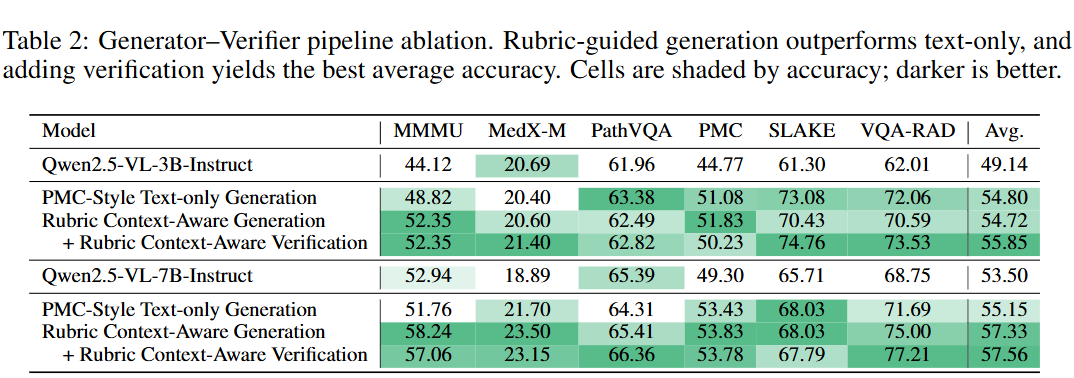 Table 2: Generator–Verifier pipeline ablation. Rubric-guided generation outperforms text-only, and
adding verification yields the best average accuracy. Cells are shaded by accuracy; darker is better.
Model MMMU MedX-M PathVQA PMC SLAKE VQA-RAD Avg.
Qwen2.5-VL-3B-Instruct 44.12 20.69 61.96 44.77 61.30 62.01 49.14
PMC-Style Text-only Generation 48.82 20.40 63.38 51.08 73.08 72.06 54.80
Rubric Context-Aware Generation 52.35 20.60 62.49 51.83 70.43 70.59 54.72
+ Rubric Context-Aware Verification 52.35 21.40 62.82 50.23 74.76 73.53 55.85
Qwen2.5-VL-7B-Instruct 52.94 18.89 65.39 49.30 65.71 68.75 53.50
PMC-Style Text-only Generation 51.76 21.70 64.31 53.43 68.03 71.69 55.15
Rubric Context-Aware Generation 58.24 23.50 65.41 53.83 68.03 75.00 57.33
+ Rubric Context-Aware Verification 57.06 23.15 66.36 53.78 67.79 77.21 57.56